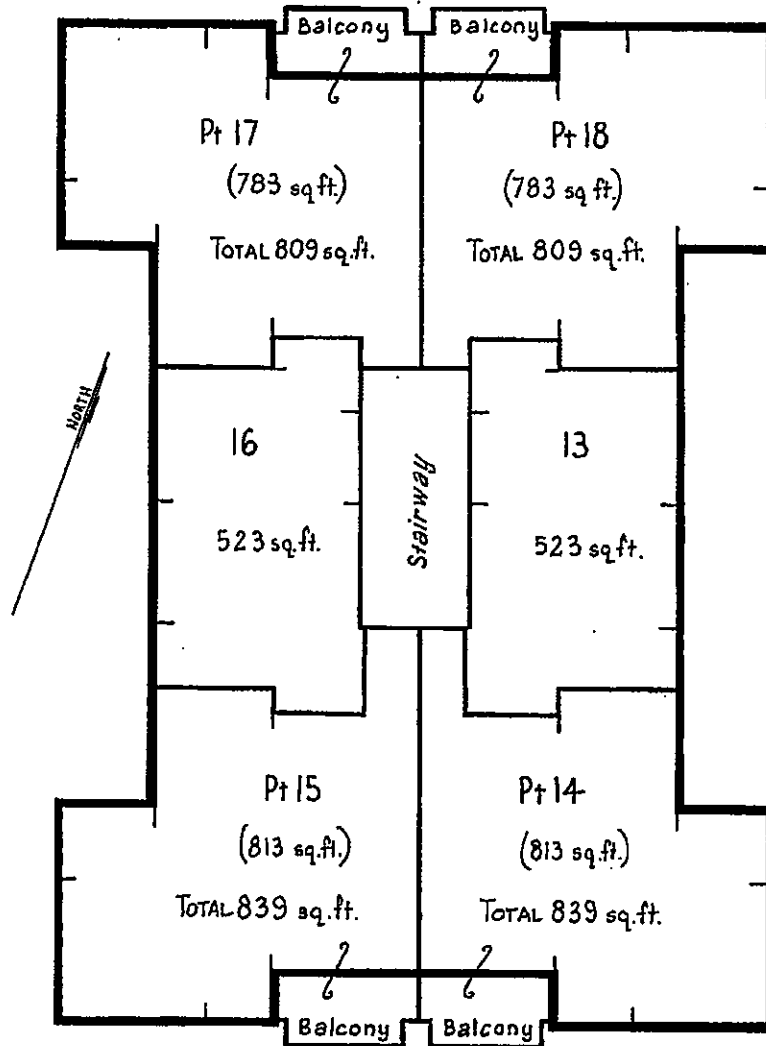 Balcony Balcony
Pt 17
(783 sq.ft.)
TOTAL 809 sq.ft.
Pt 18
(783 sq.ft.)
TOTAL 809 sq.ft.
NORTH
16
523 sq.ft.
Stairway
13
523 sq.ft.
Pt 15
(813 sq.ft.)
TOTAL 839 sq.ft.
Pt 14
(813 sq.ft.)
TOTAL 839 sq.ft.
Balcony Balcony